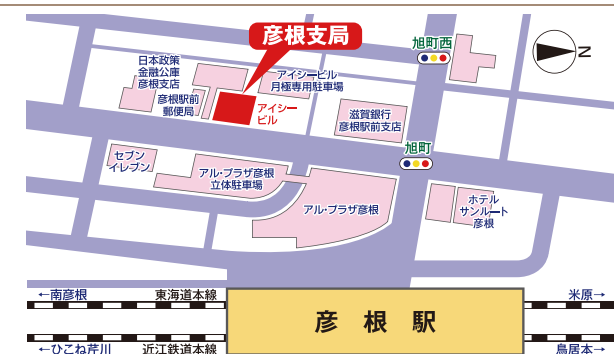 彦根支局
旭町西
N
日本政策
金融公庫
彦根支店
アイシービル
月極専用駐車場
彦根駅前
郵便局
アイシー
ビル
滋賀銀行
彦根駅前支店
旭町
セブン
イレブン
アル・プラザ彦根
立体駐車場
アル・プラザ彦根
ホテル
サンルート
彦根
←南彦根
東海道本線
米原→
彦根駅
←ひこね芹川
近江鉄道本線
鳥居本→